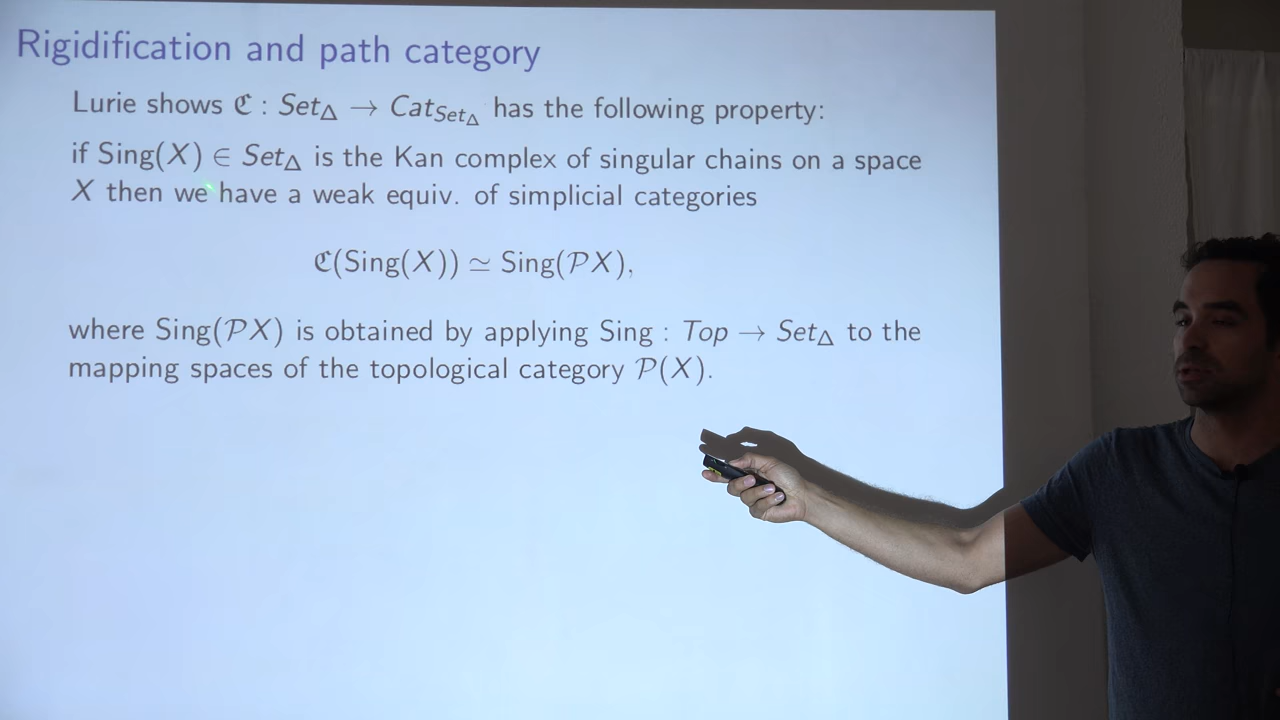 Rigidification and path category
Lurie shows ℭ : Set_Δ → Cat_{Set_Δ} has the following property:
if Sing(X) ∈ Set_Δ is the Kan complex of singular chains on a space
X then we have a weak equiv. of simplicial categories
ℭ(Sing(X)) ≃ Sing(𝒫X),
where Sing(𝒫X) is obtained by applying Sing : Top → Set_Δ to the
mapping spaces of the topological category 𝒫(X).